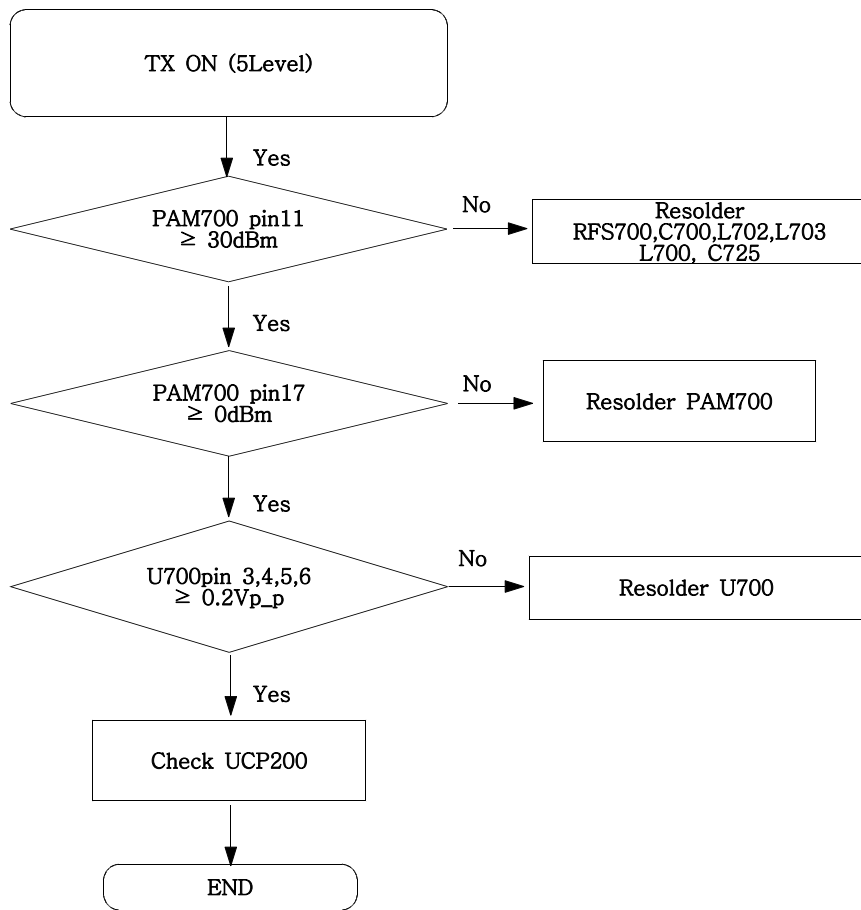 TX ON (5Level)
Yes
PAM700 pin11
≥ 30dBm
No
Resolder
RFS700,C700,L702,L703
L700, C725
Yes
PAM700 pin17
≥ 0dBm
No
Resolder PAM700
Yes
U700pin 3,4,5,6
≥ 0.2Vp_p
No
Resolder U700
Yes
Check UCP200
END